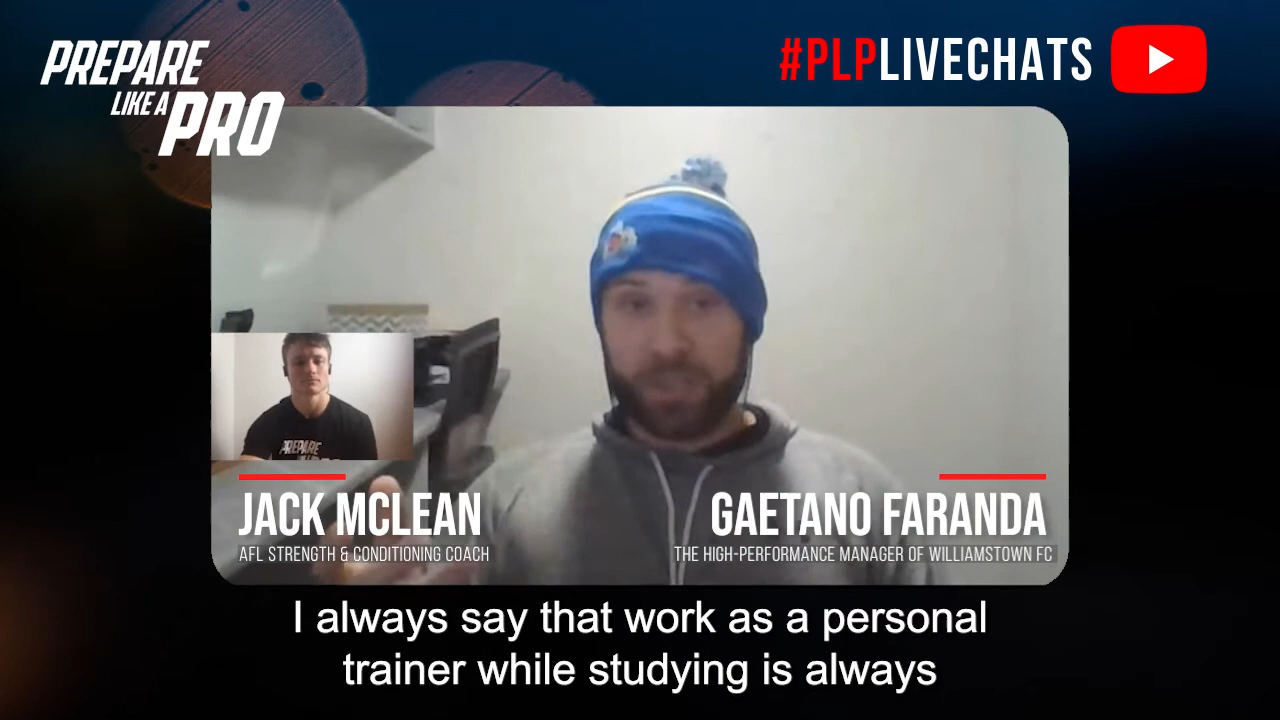 PREPARE
LIKE A
PRO
#PLPLIVECHATS
PREPARE
JACK MCLEAN
AFL STRENGTH & CONDITIONING COACH
GAETANO FARANDA
THE HIGH-PERFORMANCE MANAGER OF WILLIAMSTOWN FC
I always say that work as a personal
trainer while studying is always